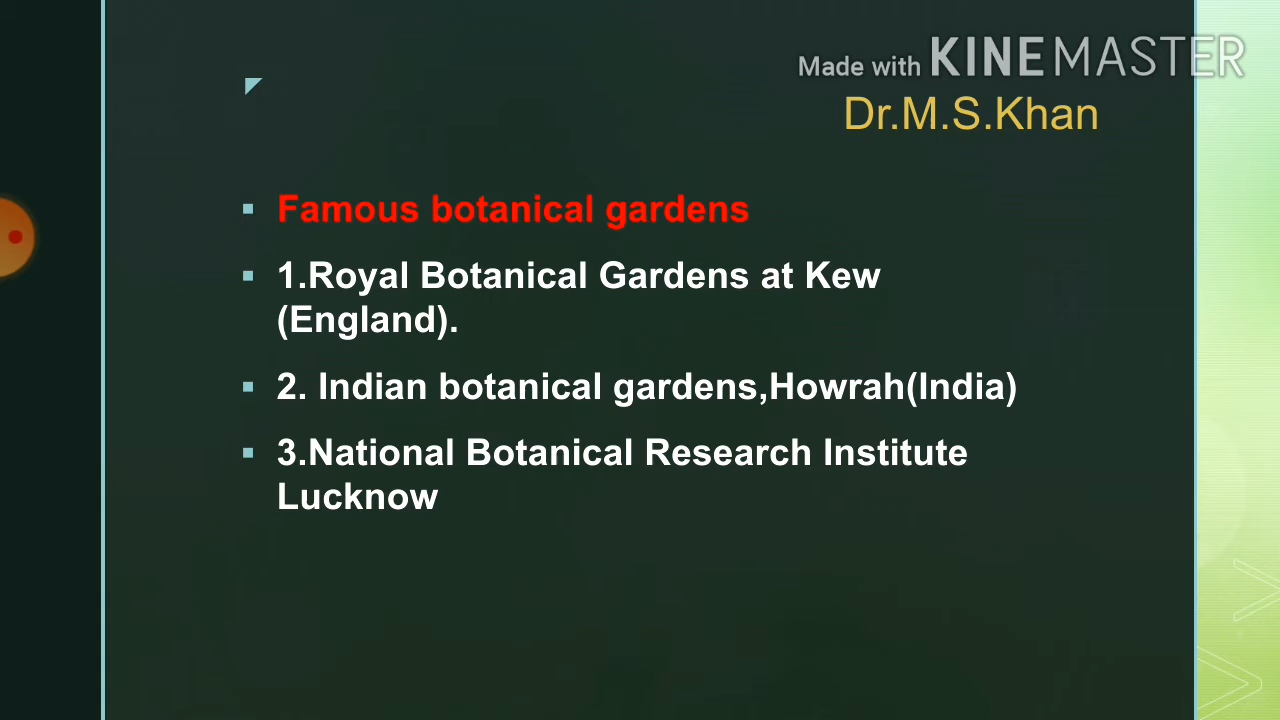 Made with KINEMASTER
Dr.M.S.Khan
Famous botanical gardens
1.Royal Botanical Gardens at Kew
(England).
2. Indian botanical gardens,Howrah(India)
3.National Botanical Research Institute
Lucknow